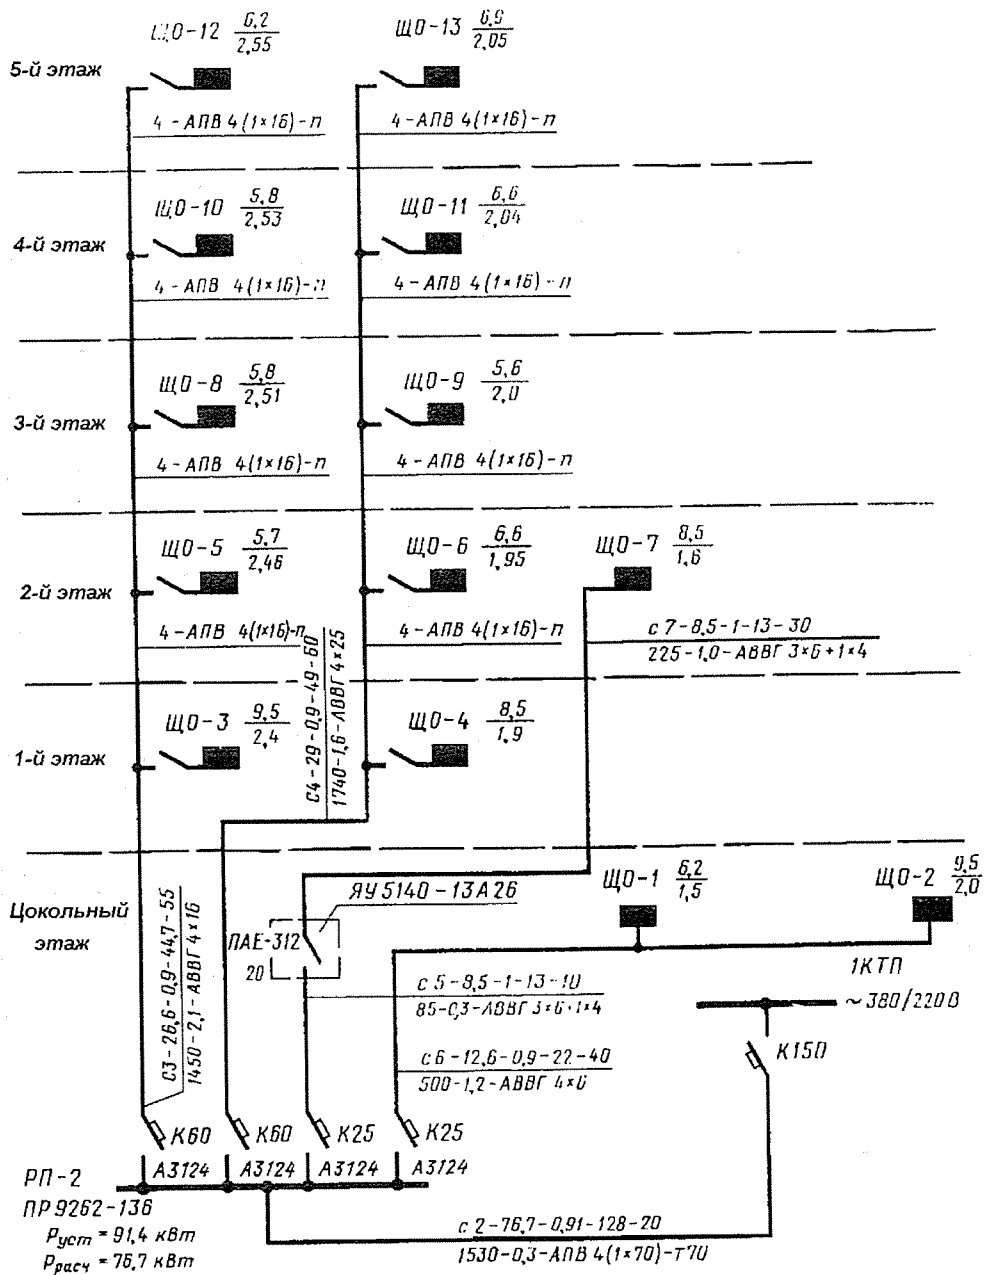 ЩО-12 6,2
2,55
ЩО-13 6,9
2,05
5-й этаж
4-АПВ 4(1×16)-п
4-АПВ 4(1×16)-п
ЩО-10 5,8
2,53
ЩО-11 6,6
2,04
4-й этаж
4-АПВ 4(1×16)-п
4-АПВ 4(1×16)-п
ЩО-8 5,8
2,51
ЩО-9 5,6
2,0
3-й этаж
4-АПВ 4(1×16)-п
4-АПВ 4(1×16)-п
ЩО-5 5,7
2,46
ЩО-6 6,6
1,95
ЩО-7 8,5
1,6
2-й этаж
4-АПВ 4(1×16)-п
4-АПВ 4(1×16)-п
с 7-8,5-1-13-30
225-1,0-АВВГ 3×6+1×4
С4-29-0,9-49-60
1740-1,6-АВВГ 4×25
ЩО-3 9,5
2,4
ЩО-4 8,5
1,9
1-й этаж
ЩО-1 6,2
1,5
ЩО-2 9,5
2,0
Цокольный
этаж
ЯУ 5140-13А26
ПАЕ-312
20
С3-26,6-0,9-44,7-55
1450-2,1-АВВГ 4×16
с 5-8,5-1-13-10
85-0,3-АВВГ 3×6+1×4
с 6-12,6-0,9-22-40
500-1,2-АВВГ 4×6
1КТП
~380/220В
К150
К60
К60
К25
К25
А3124
А3124
А3124
А3124
РП-2
ПР9262-136
Руст = 91,4 кВт
Ррасч = 76,7 кВт
с 2-76,7-0,91-128-20
1530-0,3-АПВ 4(1×70)-Т70